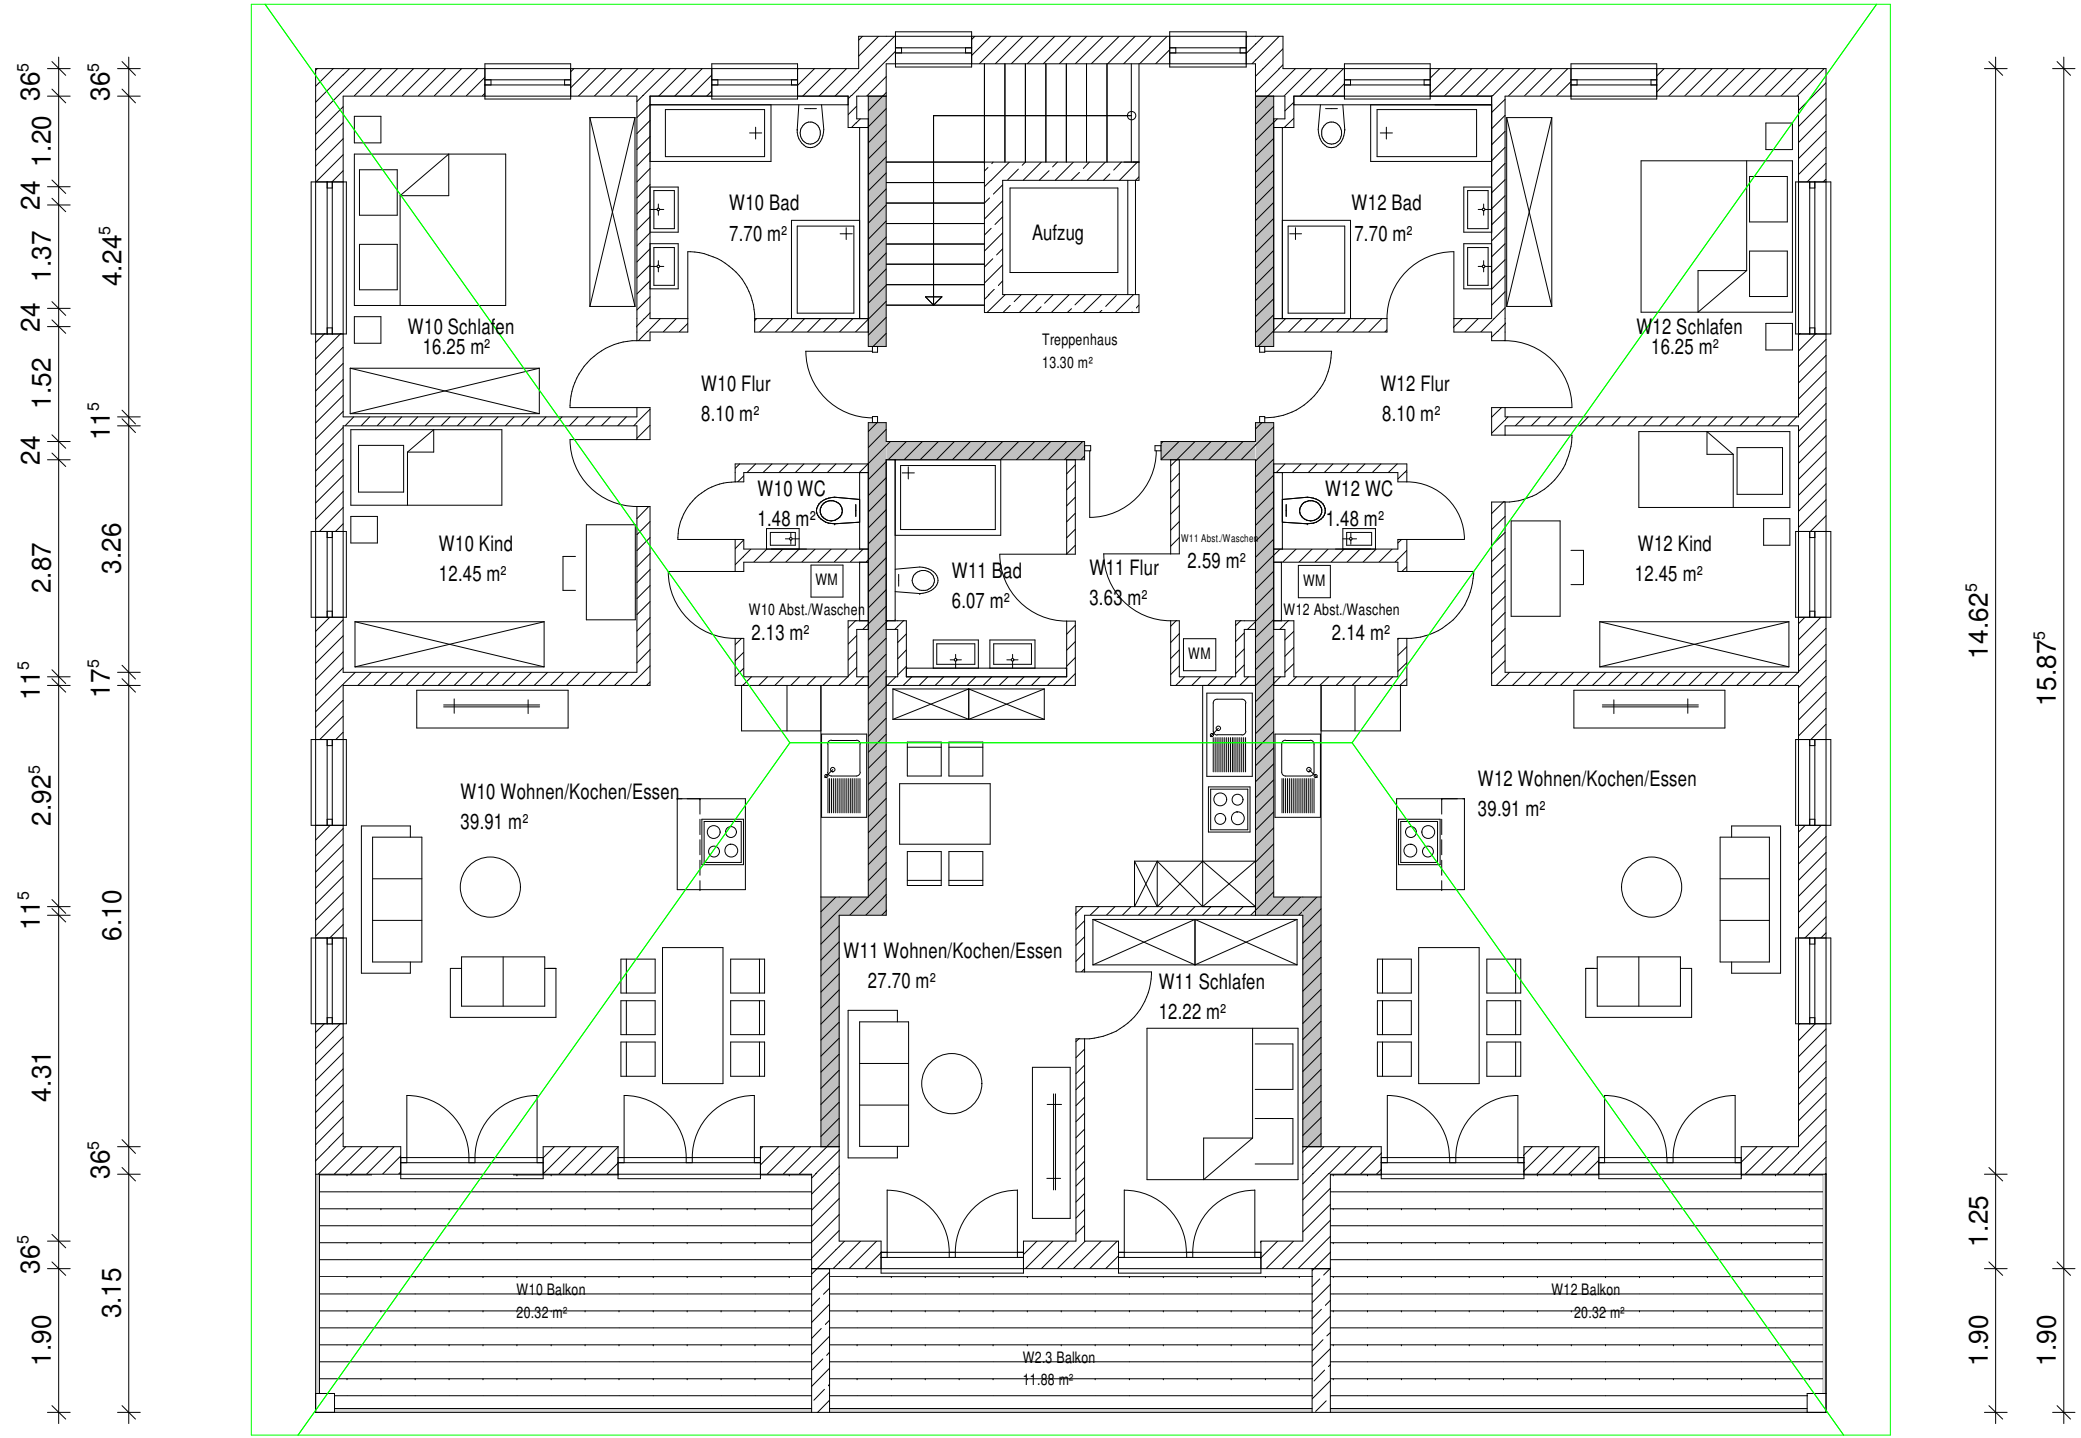 36⁵
1.20
24
1.37
24
1.52
24
2.87
11⁵
2.92⁵
11⁵
4.31
36⁵
1.90
36⁵
4.24⁵
11⁵
3.26
17⁵
6.10
36⁵
3.15
W10 Schlafen
16.25 m²
W10 Bad
7.70 m²
W10 Flur
8.10 m²
W10 Kind
12.45 m²
W10 WC
1.48 m²
WM
W10 Abst./Waschen
2.13 m²
W10 Wohnen/Kochen/Essen
39.91 m²
W10 Balkon
20.32 m²
Aufzug
Treppenhaus
13.30 m²
W11 Bad
6.07 m²
W11 Flur
3.63 m²
W11 Abst./Waschen
2.59 m²
WM
W11 Wohnen/Kochen/Essen
27.70 m²
W11 Schlafen
12.22 m²
W2.3 Balkon
11.88 m²
W12 Bad
7.70 m²
W12 Schlafen
16.25 m²
W12 Flur
8.10 m²
W12 WC
1.48 m²
WM
W12 Abst./Waschen
2.14 m²
W12 Kind
12.45 m²
W12 Wohnen/Kochen/Essen
39.91 m²
W12 Balkon
20.32 m²
14.62⁵
1.25
1.90
15.87⁵
1.90